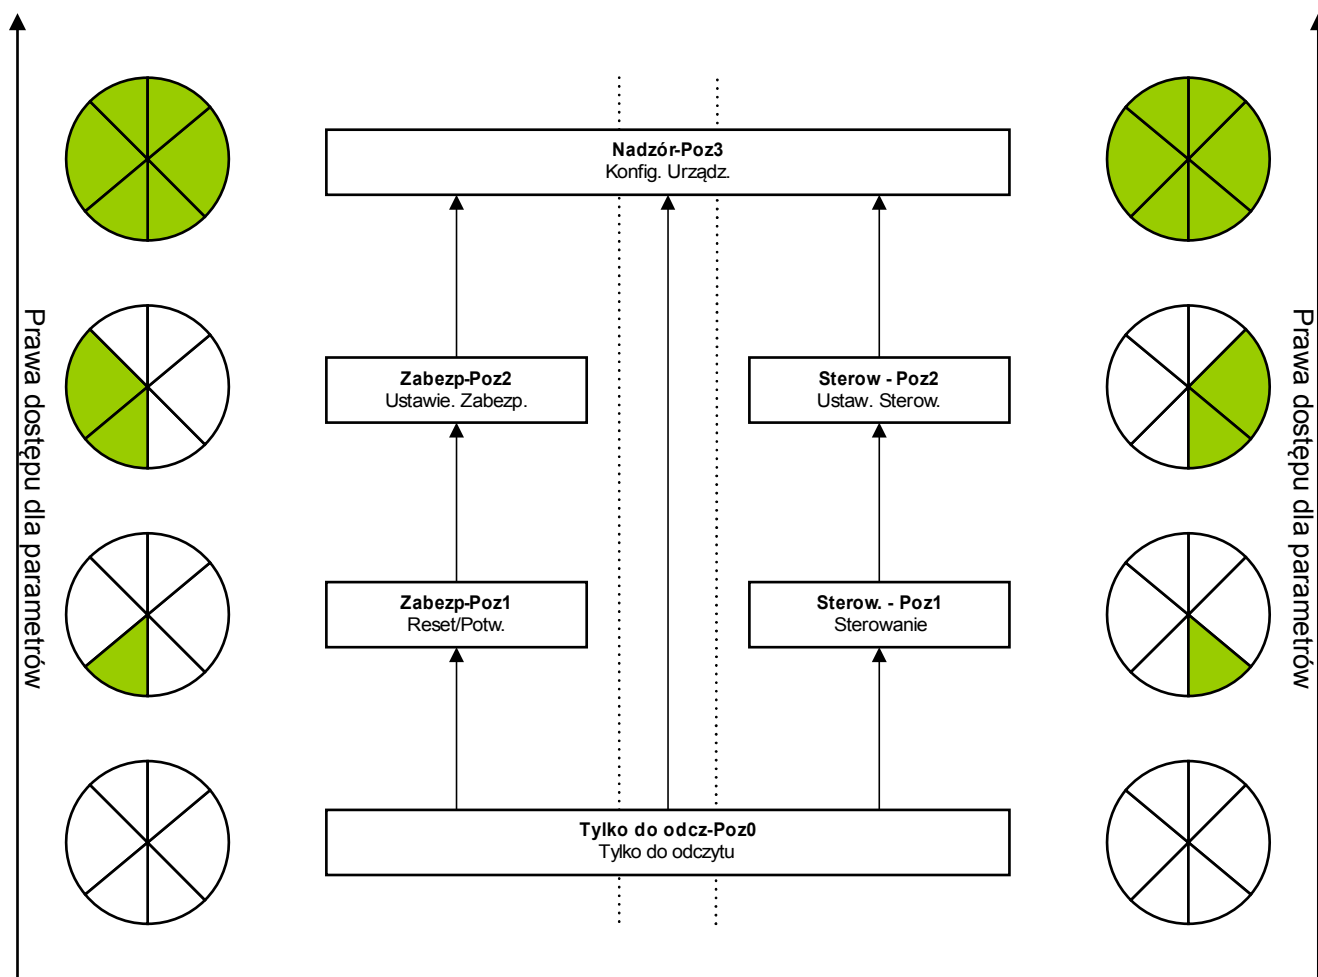 Nadzór-Poz3
Konfig. Urządz.
Prawa dostępu dla parametrów
Zabezp-Poz2
Ustawie. Zabezp.
Sterow - Poz2
Ustaw. Sterow.
Prawa dostępu dla parametrów
Zabezp-Poz1
Reset/Potw.
Sterow. - Poz1
Sterowanie
Tylko do odcz-Poz0
Tylko do odczytu